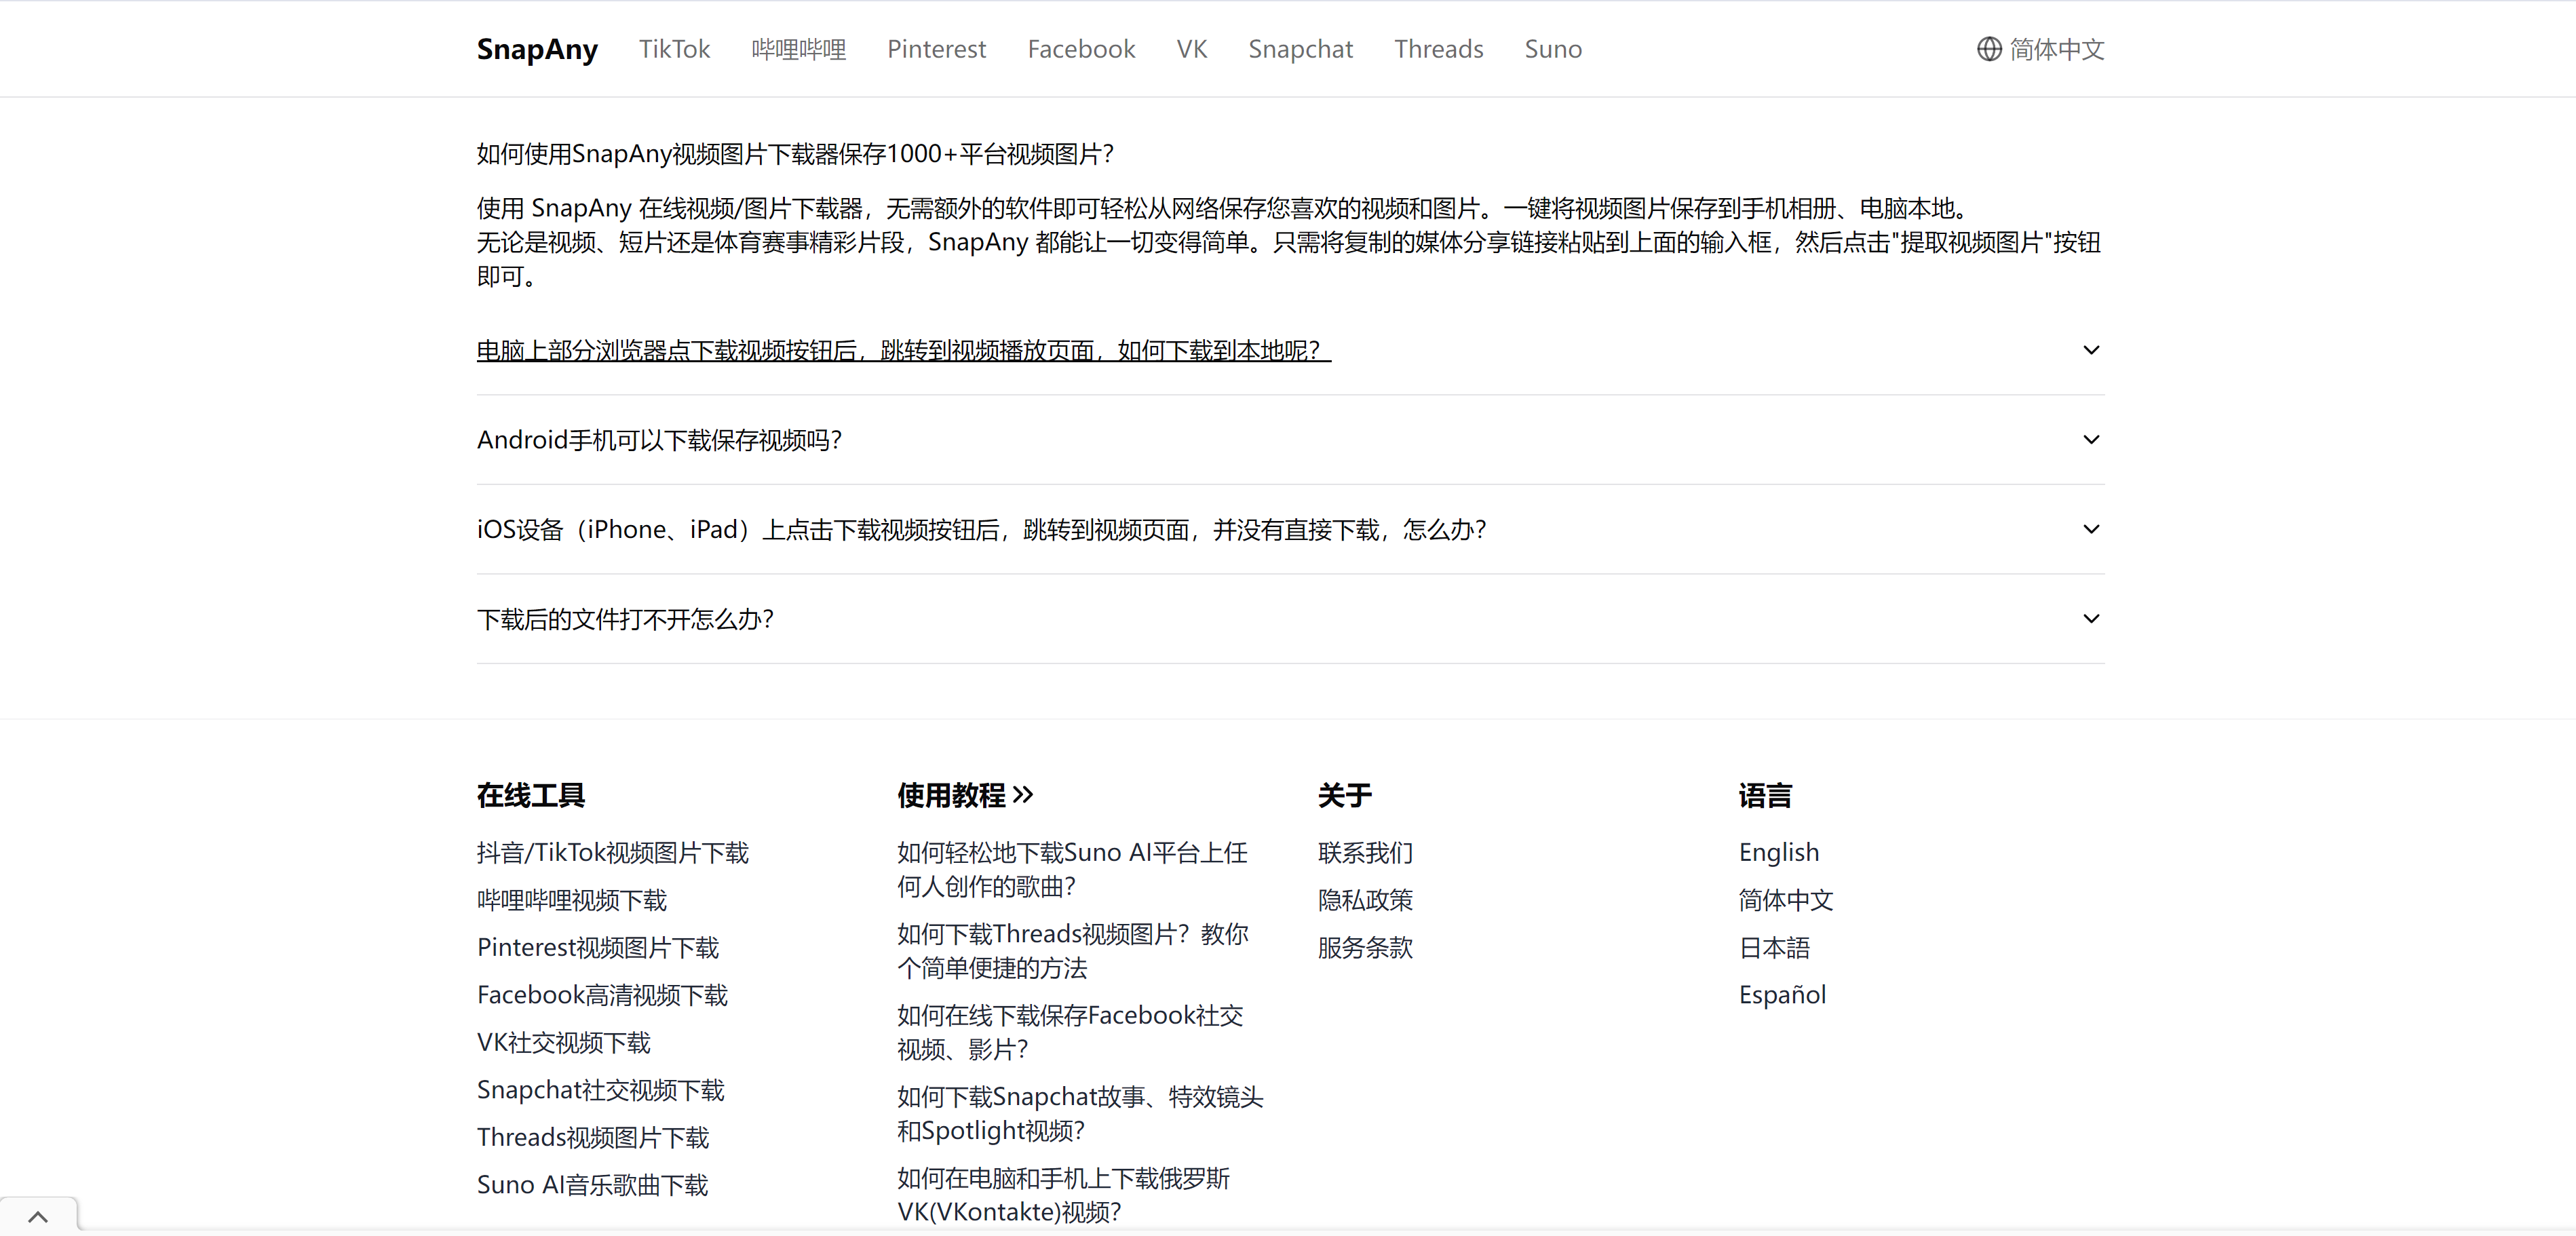 SnapAny TikTok 哔哩哔哩 Pinterest Facebook VK Snapchat Threads Suno 简体中文
如何使用SnapAny视频图片下载器保存1000+平台视频图片？
使用 SnapAny 在线视频/图片下载器，无需额外的软件即可轻松从网络保存您喜欢的视频和图片。一键将视频图片保存到手机相册、电脑本地。
无论是视频、短片还是体育赛事精彩片段，SnapAny 都能让一切变得简单。只需将复制的媒体分享链接粘贴到上面的输入框，然后点击"提取视频图片"按钮
即可。
电脑上部分浏览器点下载视频按钮后，跳转到视频播放页面，如何下载到本地呢？
Android手机可以下载保存视频吗？
iOS设备（iPhone、iPad）上点击下载视频按钮后，跳转到视频页面，并没有直接下载，怎么办？
下载后的文件打不开怎么办？
在线工具
抖音/TikTok视频图片下载
哔哩哔哩视频下载
Pinterest视频图片下载
Facebook高清视频下载
VK社交视频下载
Snapchat社交视频下载
Threads视频图片下载
Suno AI音乐歌曲下载
使用教程
如何轻松地下载Suno AI平台上任
何人创作的歌曲？
如何下载Threads视频图片？教你
个简单便捷的方法
如何在线下载保存Facebook社交
视频、影片？
如何下载Snapchat故事、特效镜头
和Spotlight视频？
如何在电脑和手机上下载俄罗斯
VK(VKontakte)视频？
关于
联系我们
隐私政策
服务条款
语言
English
简体中文
日本語
Español